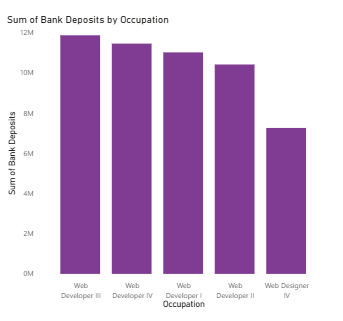 Sum of Bank Deposits by Occupation
12M
10M
8M
6M
4M
2M
0M
Sum of Bank Deposits
Web Developer III
Web Developer IV
Web Developer I
Web Developer II
Web Designer IV
Occupation